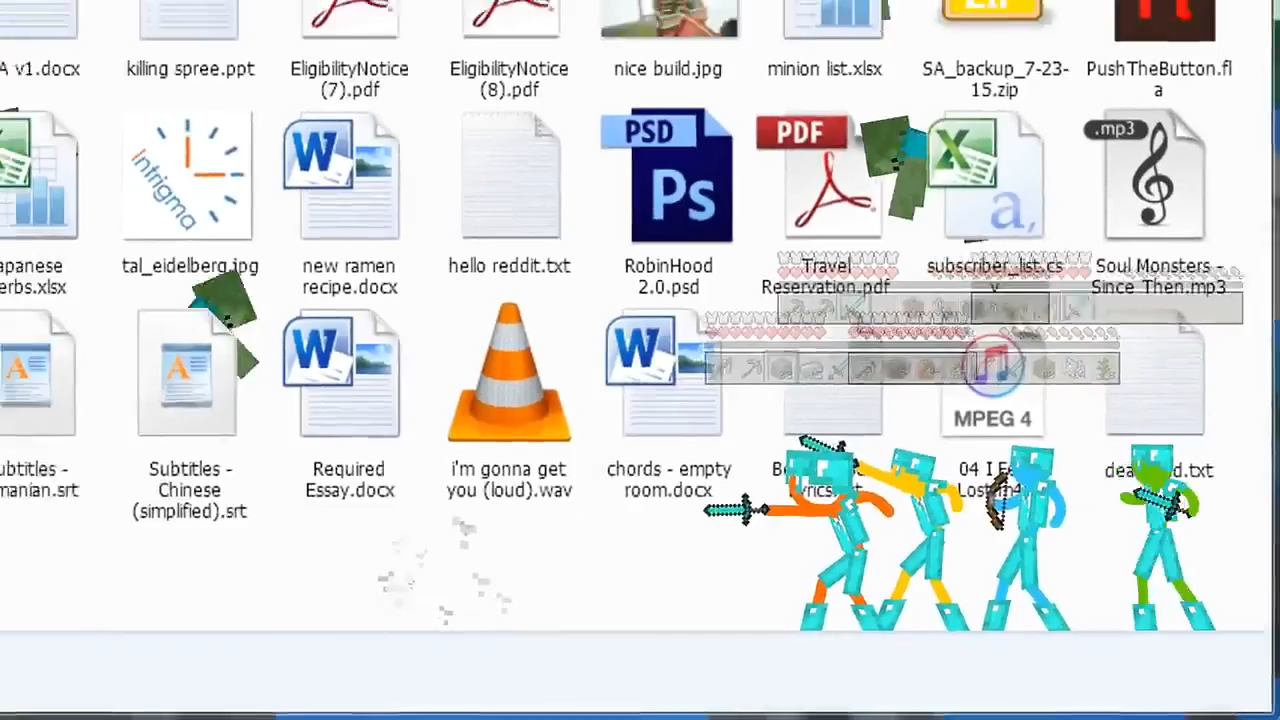 A v1.docx
killing spree.ppt
EligibilityNotice
(7).pdf
EligibilityNotice
(8).pdf
nice build.jpg
minion list.xlsx
SA_backup_7-23-
15.zip
PushTheButton.fl
a
Intrigma
W
PSD
Ps
PDF
X
a,
.mp3
apanese
erbs.xlsx
tal_eidelberg.jpg
new ramen
recipe.docx
hello reddit.txt
RobinHood
2.0.psd
Travel
Reservation.pdf
subscriber_list.cs
v
Soul Monsters -
Since Then.mp3
A
A
W
W
MPEG 4
ubtitles -
manian.srt
Subtitles -
Chinese
(simplified).srt
Required
Essay.docx
i'm gonna get
you (loud).wav
chords - empty
room.docx